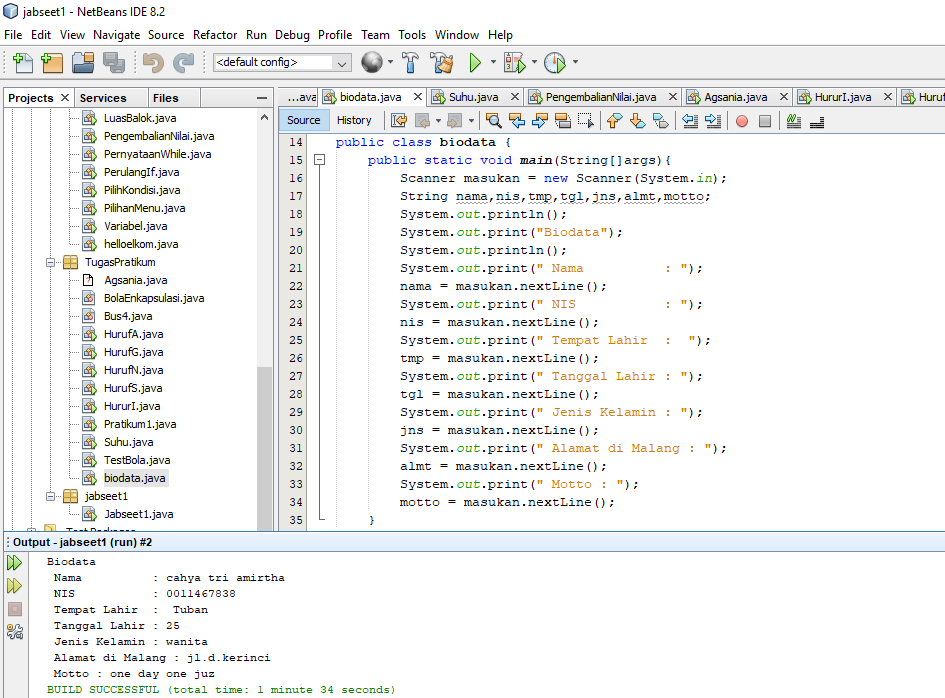 jabseet1 - NetBeans IDE 8.2
File Edit View Navigate Source Refactor Run Debug Profile Team Tools Window Help
<default config>
Projects Services Files
...ava biodata.java Suhu.java PengembalianNilai.java Agsania.java HururI.java Huruf
Source History
LuasBalok.java
PengembalianNilai.java
PernyataanWhile.java
PerulangIf.java
PilihKondisi.java
PilihanMenu.java
Variabel.java
helloelkom.java
TugasPratikum
Agsania.java
BolaEnkapsulasi.java
Bus4.java
HurufA.java
HurufG.java
HurufN.java
HurufS.java
HururI.java
Pratikum1.java
Suhu.java
TestBola.java
biodata.java
jabseet1
Jabseet1.java
Test Packages
14 public class biodata {
15 public static void main(String[]args){
16 Scanner masukan = new Scanner(System.in);
17 String nama,nis,tmp,tgl,jns,almt,motto;
18 System.out.println();
19 System.out.print("Biodata");
20 System.out.println();
21 System.out.print(" Nama           : ");
22 nama = masukan.nextLine();
23 System.out.print(" NIS            : ");
24 nis = masukan.nextLine();
25 System.out.print(" Tempat Lahir  :  ");
26 tmp = masukan.nextLine();
27 System.out.print(" Tanggal Lahir : ");
28 tgl = masukan.nextLine();
29 System.out.print(" Jenis Kelamin : ");
30 jns = masukan.nextLine();
31 System.out.print(" Alamat di Malang : ");
32 almt = masukan.nextLine();
33 System.out.print(" Motto : ");
34 motto = masukan.nextLine();
35 }
Output - jabseet1 (run) #2
Biodata
Nama          : cahya tri amirtha
NIS           : 0011467838
Tempat Lahir  :  Tuban
Tanggal Lahir : 25
Jenis Kelamin : wanita
Alamat di Malang : jl.d.kerinci
Motto : one day one juz
BUILD SUCCESSFUL (total time: 1 minute 34 seconds)